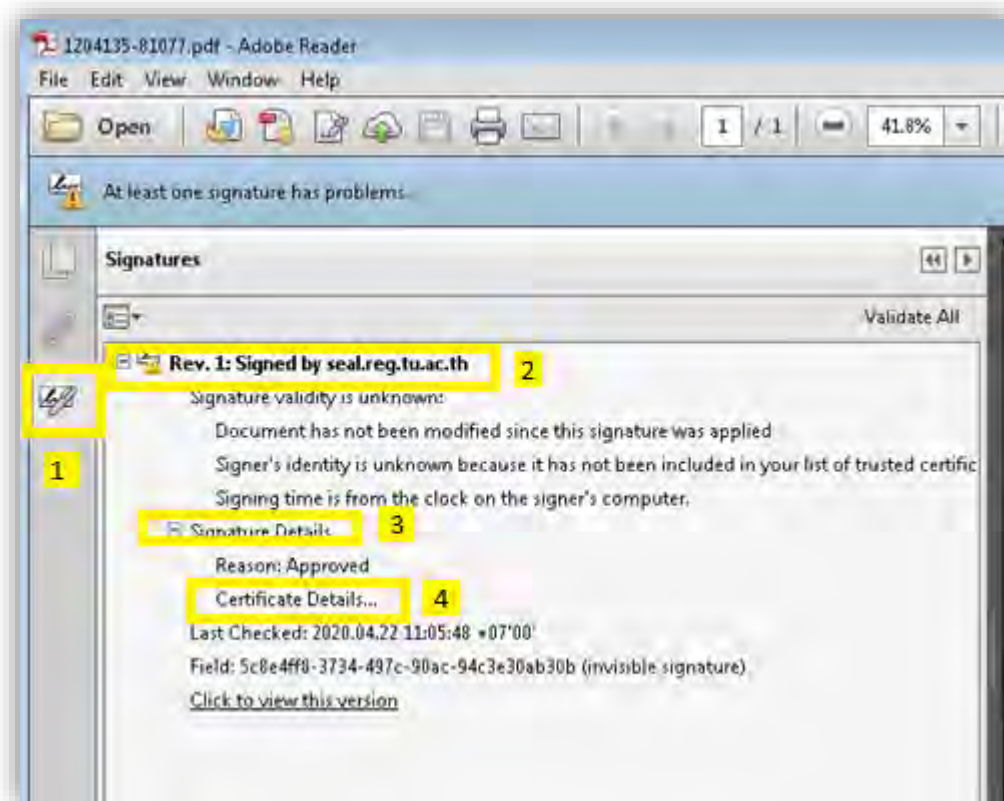 1204135-81077.pdf - Adobe Reader
File Edit View Window Help
Open 1 / 1 41.8%
At least one signature has problems.
Signatures
Validate All
Rev. 1: Signed by seal.reg.tu.ac.th 2
Signature validity is unknown:
Document has not been modified since this signature was applied
1 Signer's identity is unknown because it has not been included in your list of trusted certific
Signing time is from the clock on the signer's computer.
Signature Details 3
Reason: Approved
Certificate Details... 4
Last Checked: 2020.04.22 11:05:48 +07'00'
Field: 5c8e4ff8-3734-497c-90ac-94c3e30ab30b (invisible signature)
Click to view this version